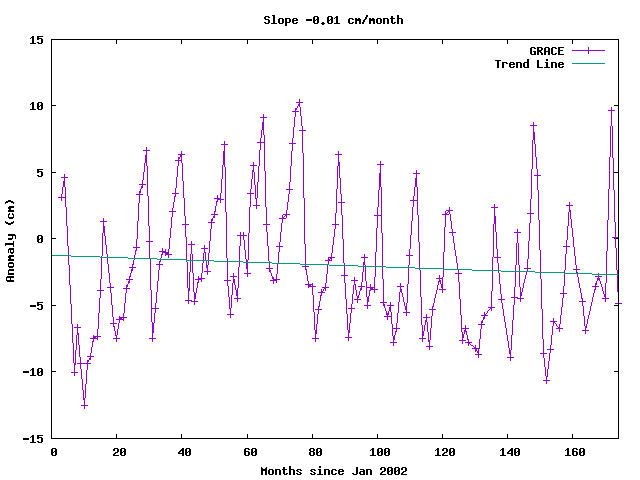 Slope -0.01 cm/month
GRACE
Trend Line
15
10
5
0
-5
-10
-15
Anomaly (cm)
0 20 40 60 80 100 120 140 160
Months since Jan 2002